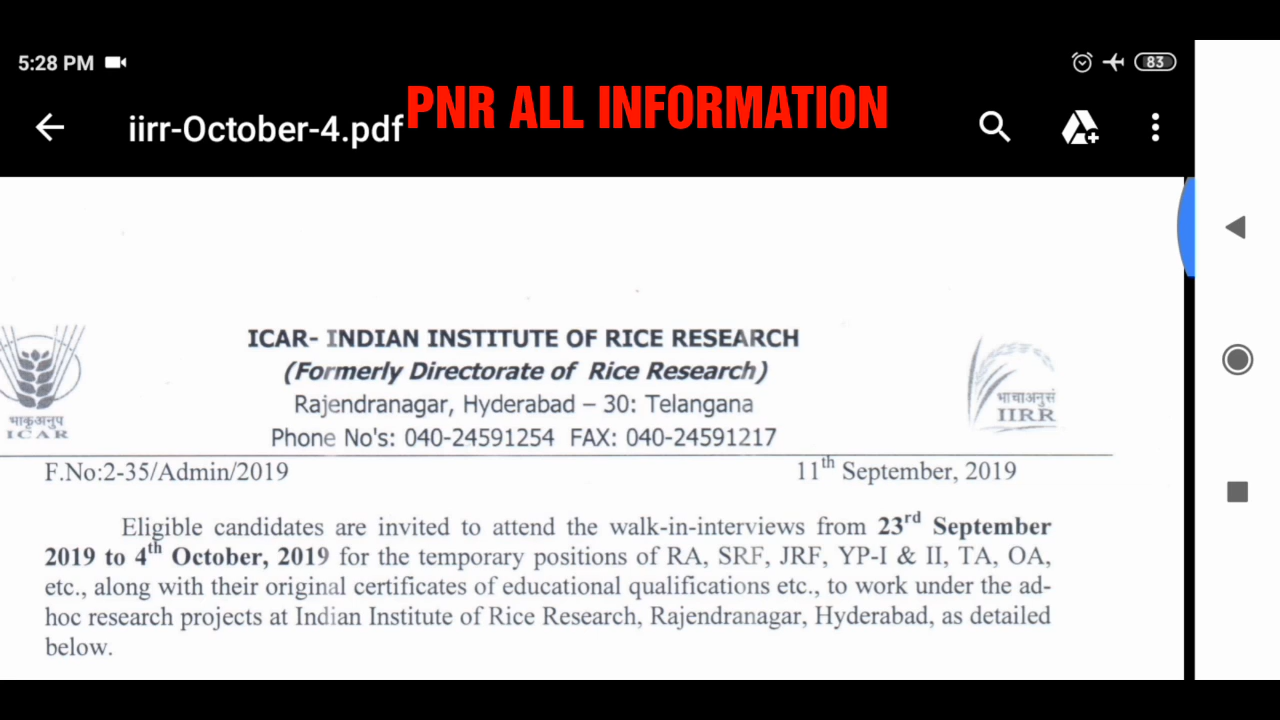 5:28 PM
83
PNR ALL INFORMATION
iirr-October-4.pdf
ICAR- INDIAN INSTITUTE OF RICE RESEARCH
(Formerly Directorate of Rice Research)
Rajendranagar, Hyderabad – 30: Telangana
Phone No's: 040-24591254 FAX: 040-24591217
भाकृअनुप
ICAR
भाचाअनुसं
IIRR
F.No:2-35/Admin/2019 11th September, 2019
Eligible candidates are invited to attend the walk-in-interviews from 23rd September
2019 to 4th October, 2019 for the temporary positions of RA, SRF, JRF, YP-I & II, TA, OA,
etc., along with their original certificates of educational qualifications etc., to work under the ad-
hoc research projects at Indian Institute of Rice Research, Rajendranagar, Hyderabad, as detailed
below.